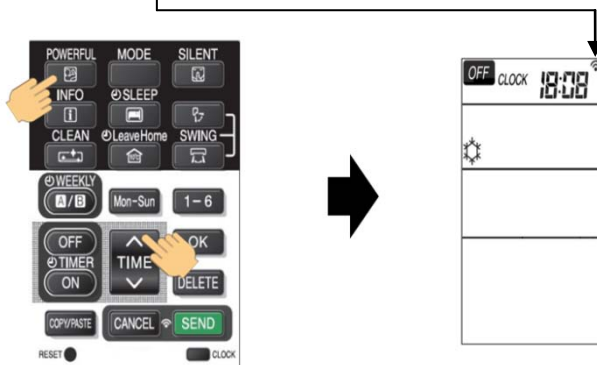 POWERFUL MODE SILENT
INFO SLEEP
CLEAN LeaveHome SWING
WEEKLY
A/B Mon-Sun 1-6
OFF OK
TIMER TIME
ON DELETE
COPY/PASTE CANCEL SEND
RESET CLOCK
OFF CLOCK 18:08